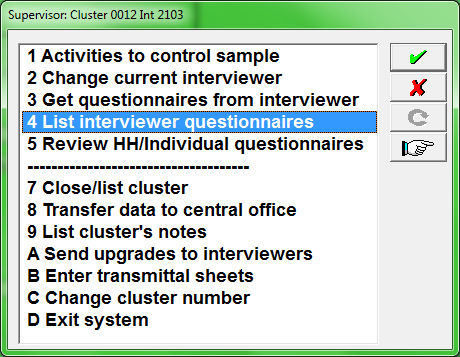 Supervisor: Cluster 0012 Int 2103
1 Activities to control sample
2 Change current interviewer
3 Get questionnaires from interviewer
4 List interviewer questionnaires
5 Review HH/Individual questionnaires
----------------------------------
7 Close/list cluster
8 Transfer data to central office
9 List cluster's notes
A Send upgrades to interviewers
B Enter transmittal sheets
C Change cluster number
D Exit system